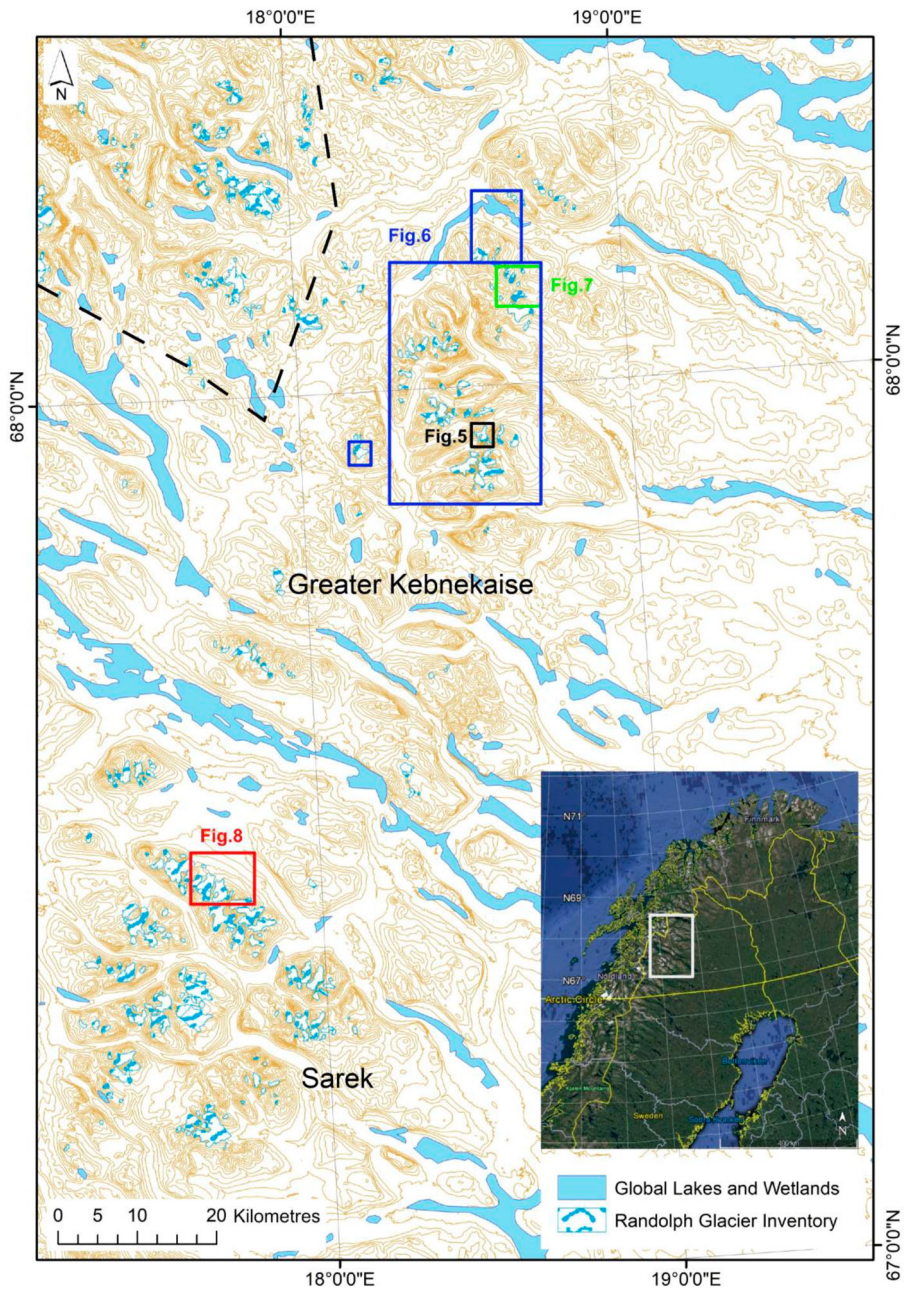 18°0'0"E
19°0'0"E
N
Fig.6
Fig.7
68°0'0"N
68°0'0"N
Fig.5
Greater Kebnekaise
Fig.8
N71
Finnmark
N69
N67
Nordland
Arctic Circle
Sweden
N
Sarek
Global Lakes and Wetlands
Randolph Glacier Inventory
0 5 10 20 Kilometres
67°0'0"N
18°0'0"E
19°0'0"E